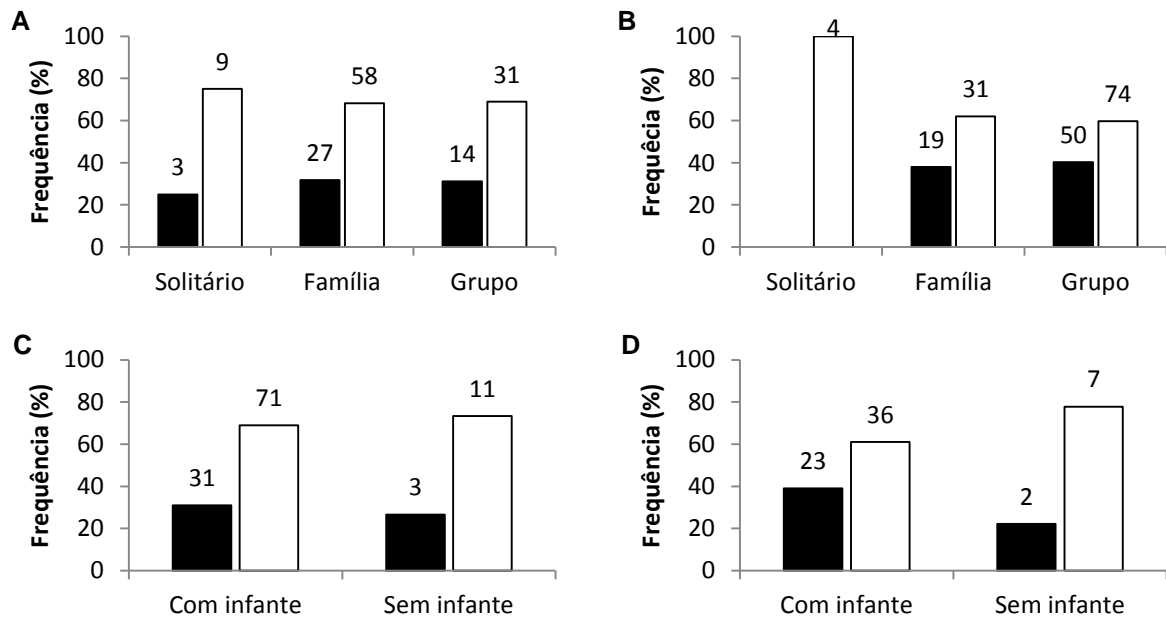 A
Frequência (%)
100
80
60
40
20
0
3
9
27
58
14
31
Solitário
Família
Grupo
B
Frequêcia (%)
100
80
60
40
20
0
4
19
31
50
74
Solitário
Família
Grupo
C
Frequência (%)
100
80
60
40
20
0
31
71
3
11
Com infante
Sem infante
D
Frequência (%)
100
80
60
40
20
0
23
36
2
7
Com infante
Sem infante